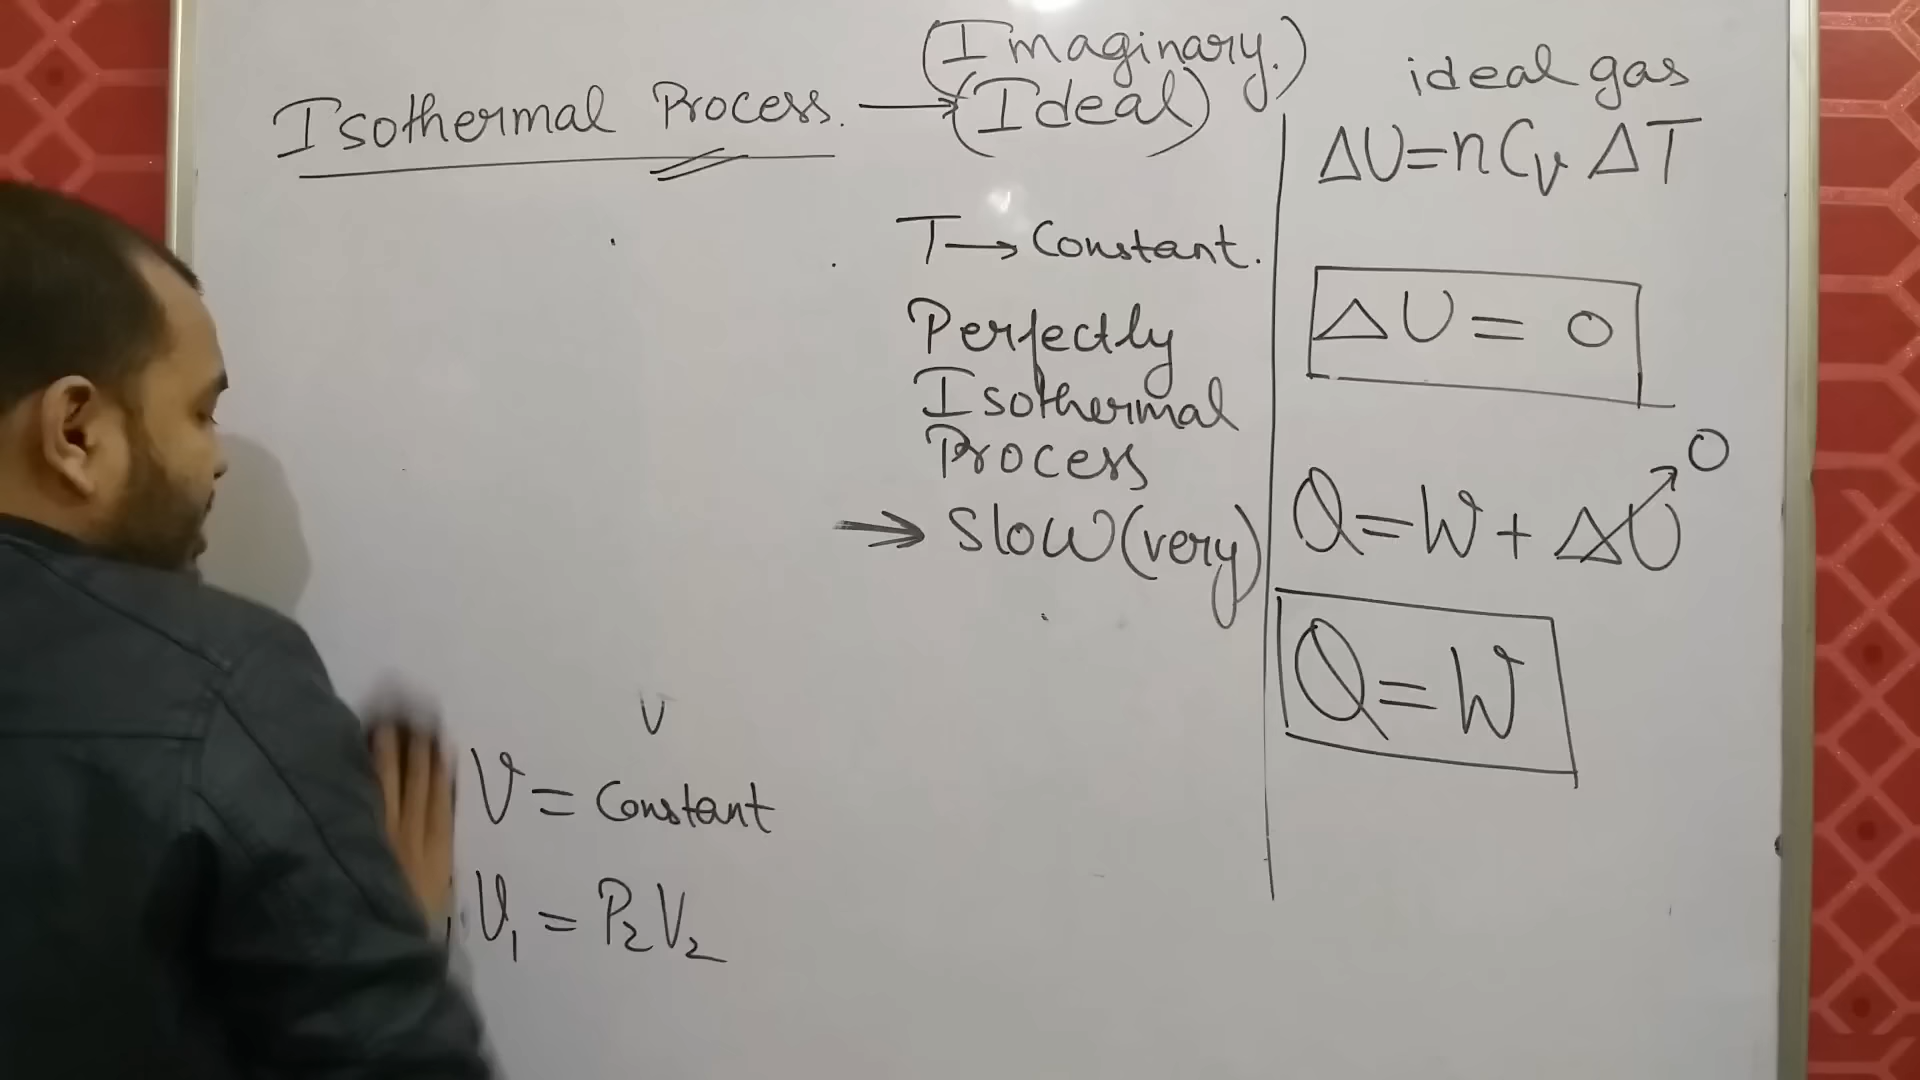 Isothermal Process. → (Ideal)
(Imaginary.)
T → Constant.
Perfectly
Isothermal
Process
⇒ Slow (very)
V
V = Constant
V₁ = P₂V₂
ideal gas
ΔU = nCᵥ ΔT
ΔU = 0
Q = W + ΔU ↗ 0
Q = W